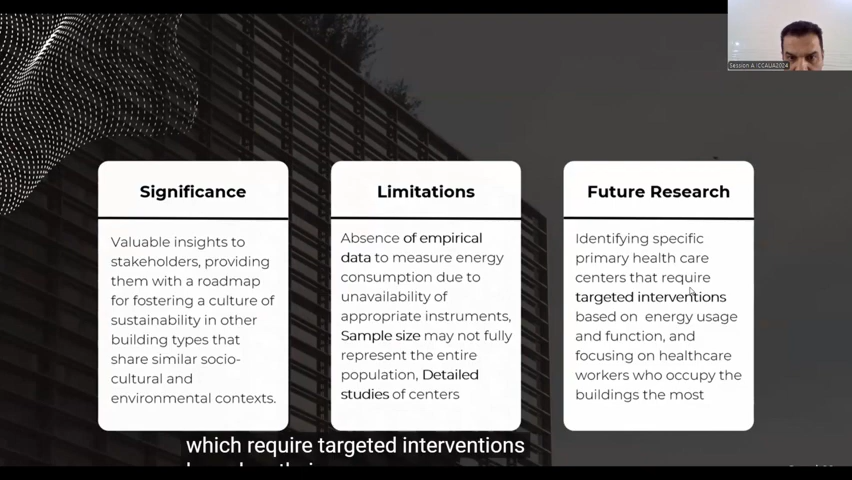 Session A ICCAUA2024
Significance
Valuable insights to
stakeholders, providing
them with a roadmap
for fostering a culture of
sustainability in other
building types that
share similar socio-
cultural and
environmental contexts.
Limitations
Absence of empirical
data to measure energy
consumption due to
unavailability of
appropriate instruments,
Sample size may not fully
represent the entire
population, Detailed
studies of centers
Future Research
Identifying specific
primary health care
centers that require
targeted interventions
based on energy usage
and function, and
focusing on healthcare
workers who occupy the
buildings the most
which require targeted interventions